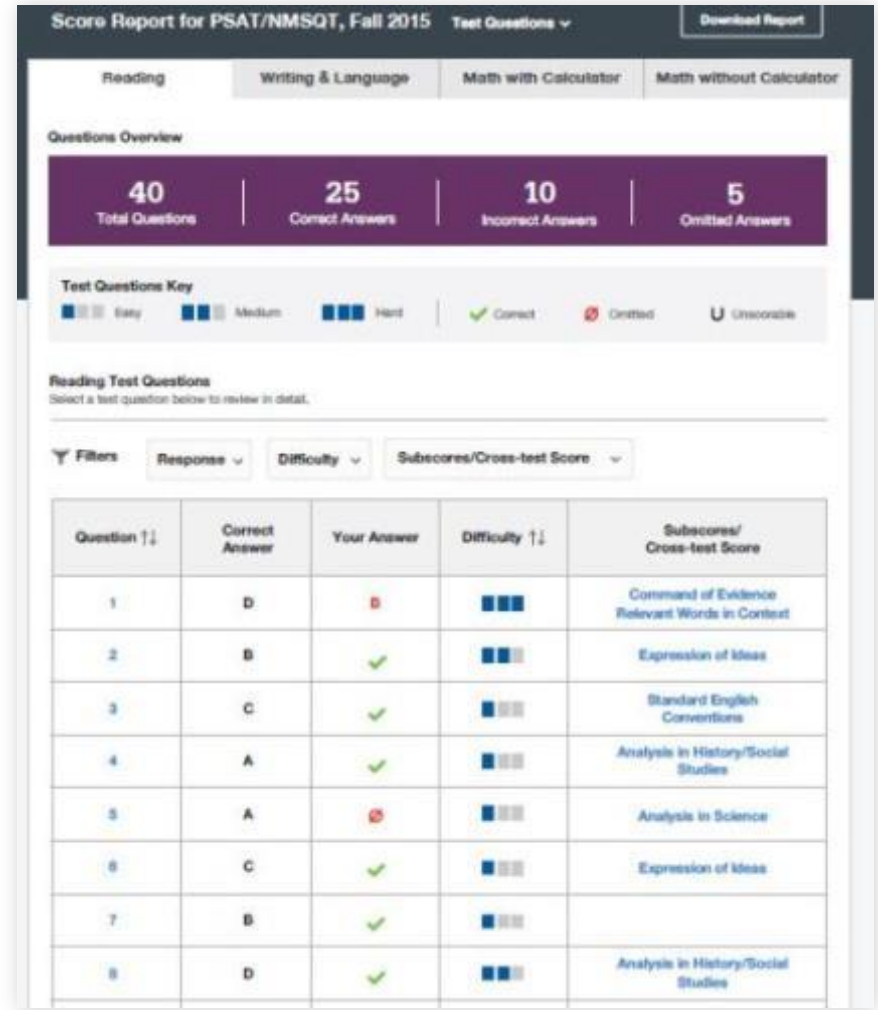 Score Report for PSAT/NMSQT, Fall 2015 Test Questions
Download Report
Reading Writing & Language Math with Calculator Math without Calculator
Questions Overview
40 25 10 5
Total Questions Correct Answers Incorrect Answers Omitted Answers
Test Questions Key
Easy Medium Hard Correct Omitted U Unscorable
Reading Test Questions
Select a test question below to review in detail.
Filters Response Difficulty Subscores/Cross-test Score
Question ↑↓ Correct Your Answer Difficulty ↑↓ Subscores/
Answer Cross-test Score
1 D Command of Evidence
Relevant Words in Context
2 B Expression of Ideas
3 C Standard English
Conventions
4 A Analysis in History/Social
Studies
5 A Analysis in Science
6 C Expression of Ideas
7 B
8 D Analysis in History/Social
Studies